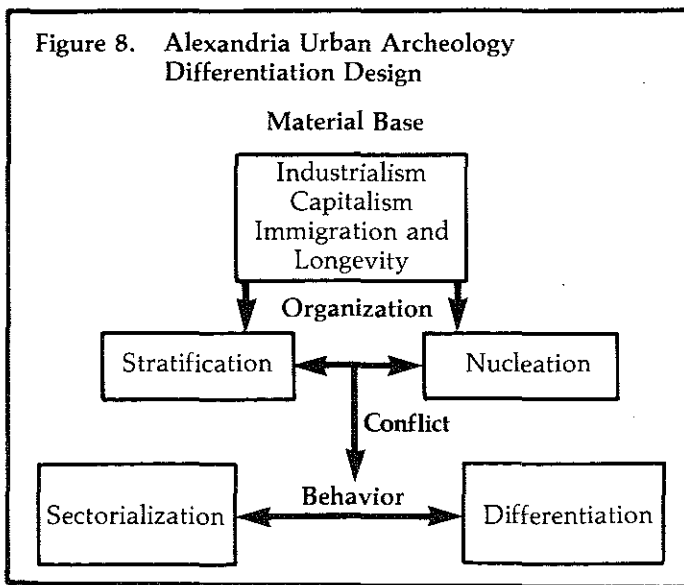 Figure 8. Alexandria Urban Archeology
Differentiation Design
Material Base
Industrialism
Capitalism
Immigration and
Longevity
Organization
Stratification
Nucleation
Conflict
Behavior
Sectorialization
Differentiation